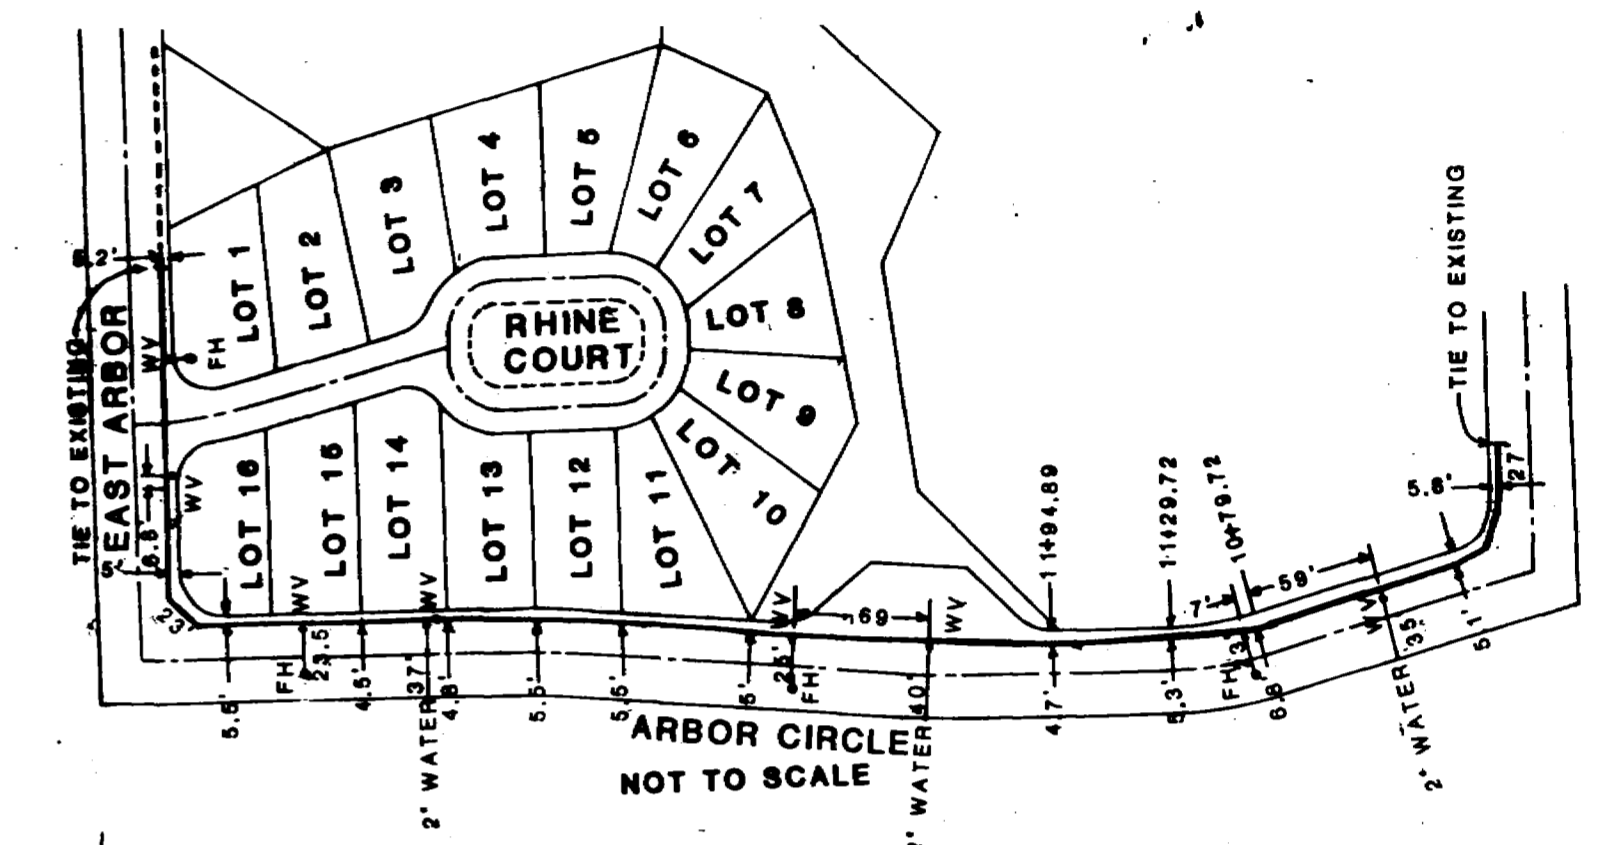 TIE TO EXISTING
EAST ARBOR
WV
FH
LOT 1
LOT 2
LOT 3
LOT 4
LOT 5
LOT 6
LOT 7
LOT 8
LOT 9
LOT 10
LOT 11
LOT 12
LOT 13
LOT 14
LOT 15
LOT 16
RHINE
COURT
WV
6.8'
5'
WV
FH
23.5
WV
37'
2" WATER
5.6'
4.5'
4.8'
5.5'
5.5'
5'
WV
25'
FH
69
WV
40'
WATER
4.7'
11+94.89
11+29.72
5.3'
10+79.72
7'
59'
FH
6.8
WV
35'
2" WATER
5.1'
5.8'
27
TIE TO EXISTING
ARBOR CIRCLE
NOT TO SCALE